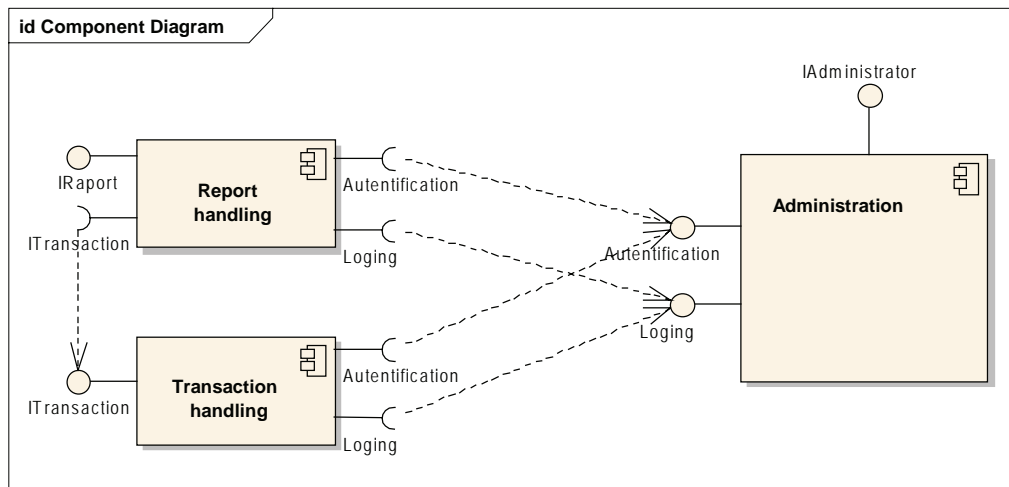 id Component Diagram
IAdministrator
IRaport
Report
handling
Autentification
ITransaction
Loging
Administration
Autentification
Loging
ITransaction
Transaction
handling
Autentification
Loging